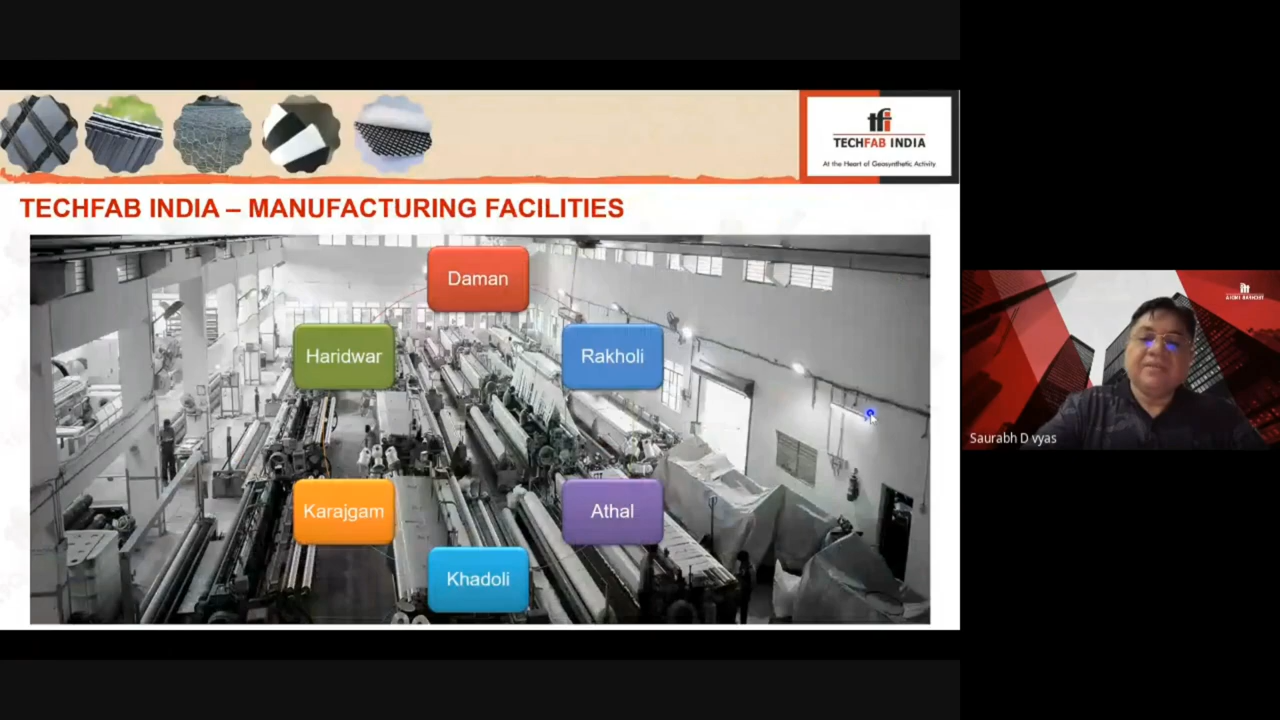 tfi
TECHFAB INDIA
At the Heart of Geosynthetic Activity
TECHFAB INDIA – MANUFACTURING FACILITIES
Daman
Haridwar
Rakholi
Karajgam
Athal
Khadoli
Saurabh D vyas